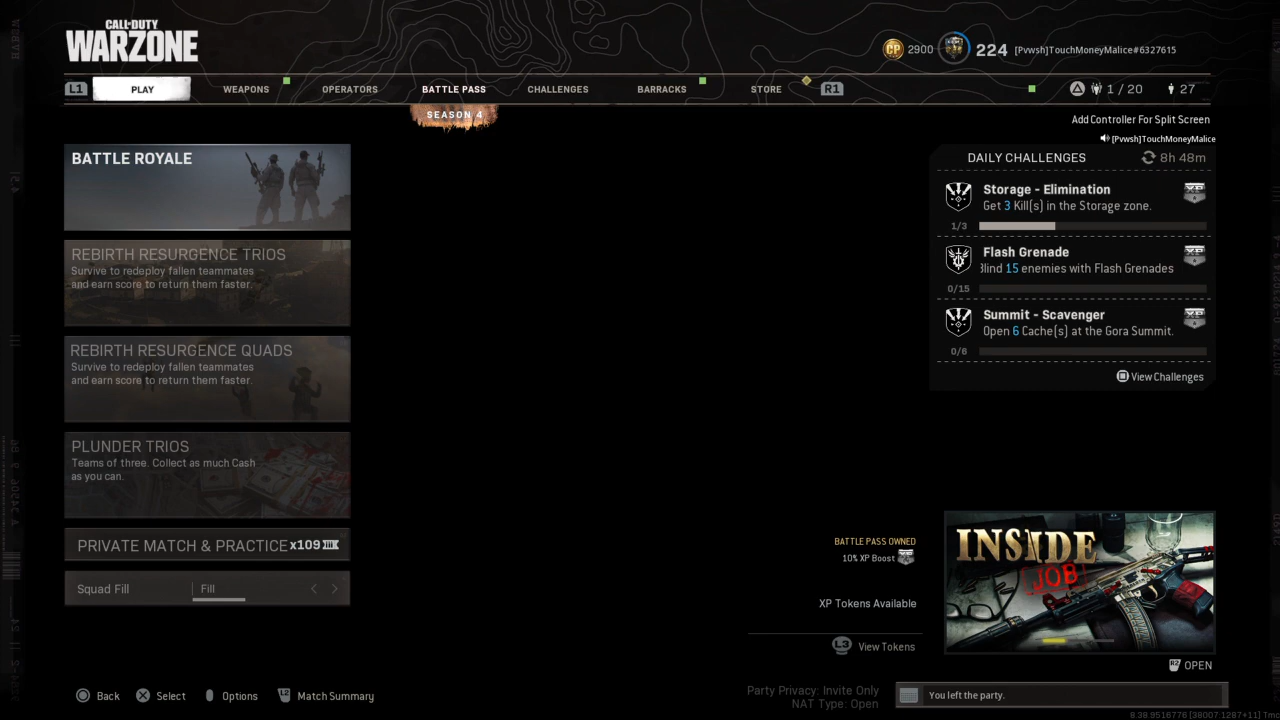 CALL OF DUTY
WARZONE
CP 2900 224 [Pvwsh]TouchMoneyMalice#6327615
L1 PLAY WEAPONS OPERATORS BATTLE PASS CHALLENGES BARRACKS STORE R1 1 / 20 27
SEASON 4
Add Controller For Split Screen
[Pvwsh]TouchMoneyMalice
BATTLE ROYALE
REBIRTH RESURGENCE TRIOS
Survive to redeploy fallen teammates
and earn score to return them faster.
REBIRTH RESURGENCE QUADS
Survive to redeploy fallen teammates
and earn score to return them faster.
PLUNDER TRIOS
Teams of three. Collect as much Cash
as you can.
PRIVATE MATCH & PRACTICE x109
Squad Fill Fill
DAILY CHALLENGES 8h 48m
Storage - Elimination XP
Get 3 Kill(s) in the Storage zone.
1/3
Flash Grenade XP
Blind 15 enemies with Flash Grenades
0/15
Summit - Scavenger XP
Open 6 Cache(s) at the Gora Summit.
0/6
View Challenges
BATTLE PASS OWNED
10% XP Boost XP
XP Tokens Available
L3 View Tokens
INSIDE
JOB
R2 OPEN
Back Select Options L2 Match Summary
Party Privacy: Invite Only
NAT Type: Open
You left the party.